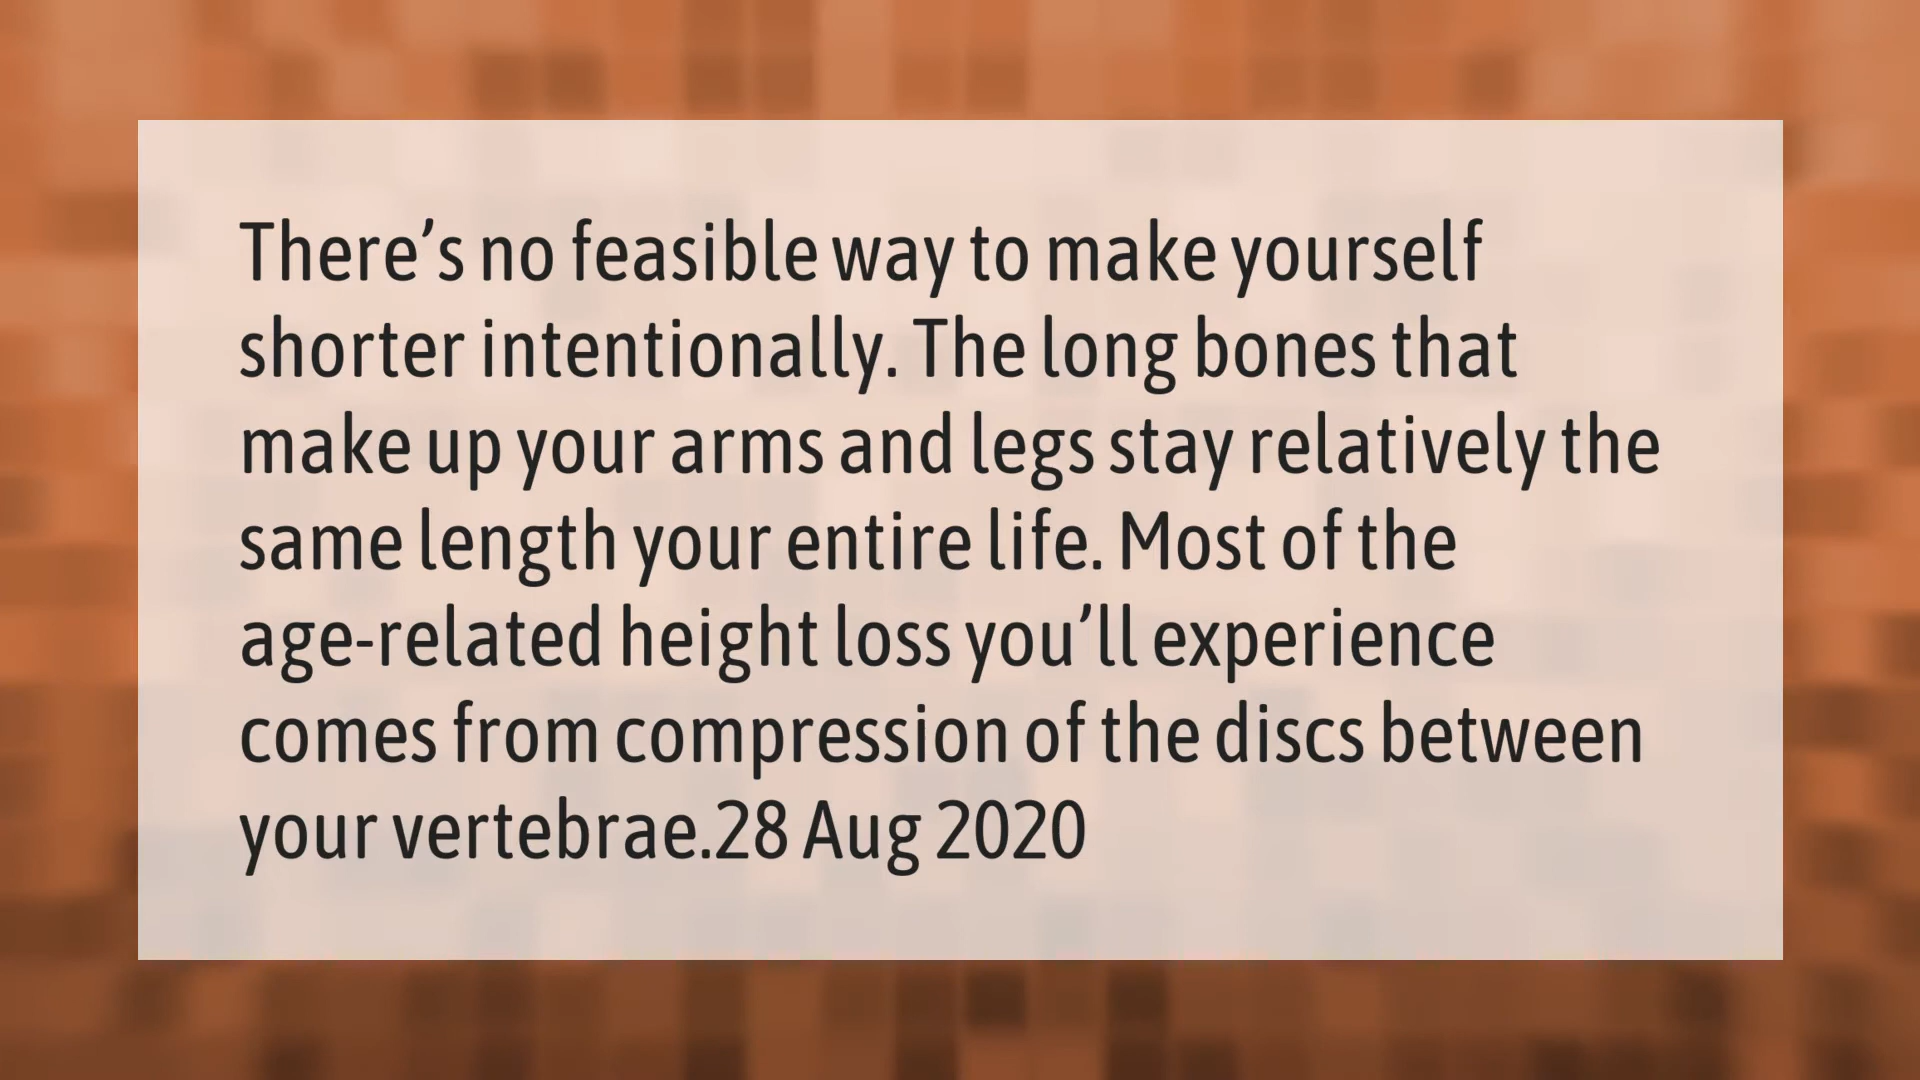 There’s no feasible way to make yourself
shorter intentionally. The long bones that
make up your arms and legs stay relatively the
same length your entire life. Most of the
age-related height loss you’ll experience
comes from compression of the discs between
your vertebrae.28 Aug 2020